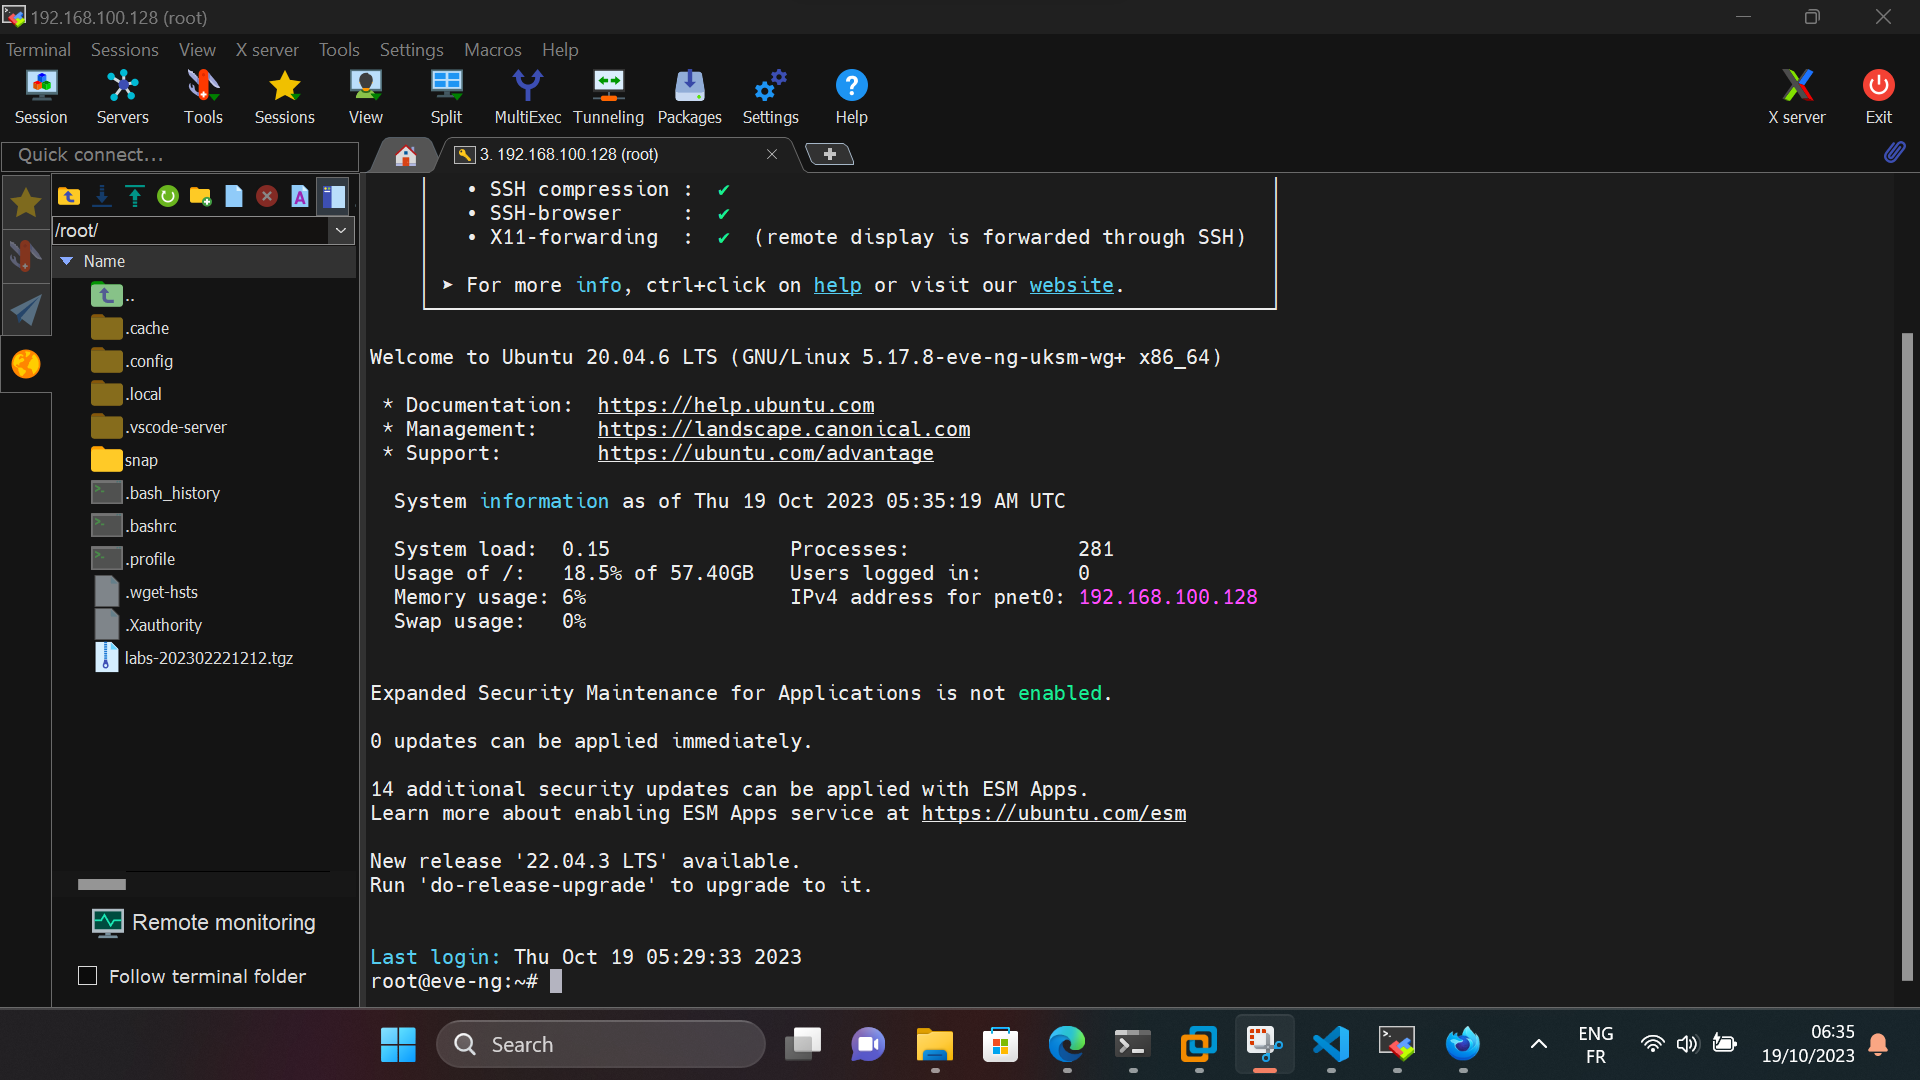 192.168.100.128 (root)
Terminal Sessions View X server Tools Settings Macros Help
Session Servers Tools Sessions View Split MultiExec Tunneling Packages Settings Help X server Exit
Quick connect...
3. 192.168.100.128 (root)
/root/
Name
..
.cache
.config
.local
.vscode-server
snap
.bash_history
.bashrc
.profile
.wget-hsts
.Xauthority
labs-202302221212.tgz
Remote monitoring
Follow terminal folder
• SSH compression : ✔
• SSH-browser : ✔
• X11-forwarding : ✔ (remote display is forwarded through SSH)
➤ For more info, ctrl+click on help or visit our website.
Welcome to Ubuntu 20.04.6 LTS (GNU/Linux 5.17.8-eve-ng-uksm-wg+ x86_64)
* Documentation: https://help.ubuntu.com
* Management: https://landscape.canonical.com
* Support: https://ubuntu.com/advantage
System information as of Thu 19 Oct 2023 05:35:19 AM UTC
System load: 0.15 Processes: 281
Usage of /: 18.5% of 57.40GB Users logged in: 0
Memory usage: 6% IPv4 address for pnet0: 192.168.100.128
Swap usage: 0%
Expanded Security Maintenance for Applications is not enabled.
0 updates can be applied immediately.
14 additional security updates can be applied with ESM Apps.
Learn more about enabling ESM Apps service at https://ubuntu.com/esm
New release '22.04.3 LTS' available.
Run 'do-release-upgrade' to upgrade to it.
Last login: Thu Oct 19 05:29:33 2023
root@eve-ng:~#
Search
ENG
FR
06:35
19/10/2023